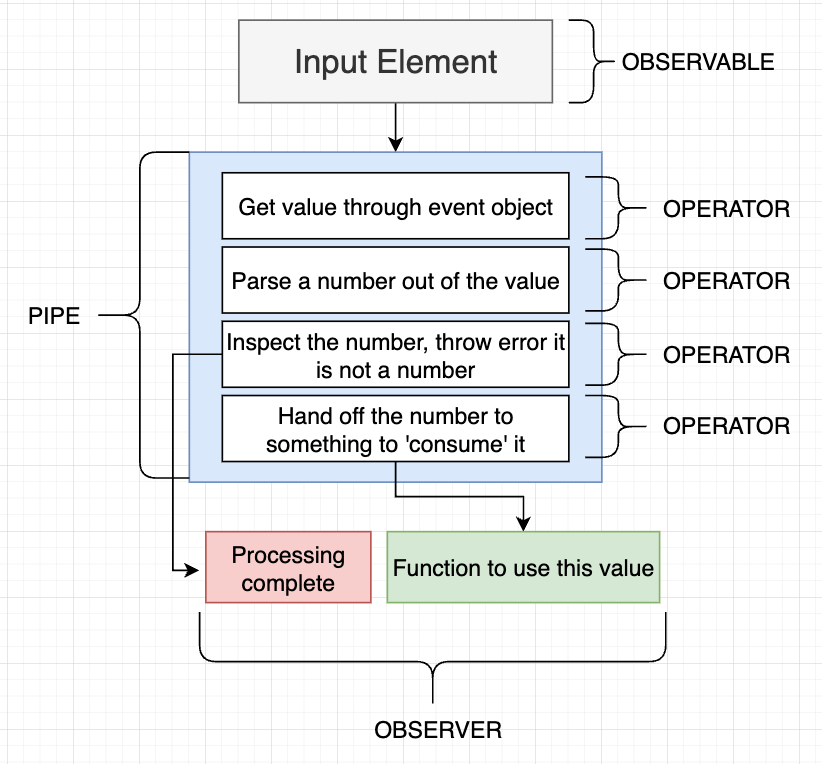 Input Element
OBSERVABLE
Get value through event object
OPERATOR
Parse a number out of the value
OPERATOR
PIPE
Inspect the number, throw error it
is not a number
OPERATOR
Hand off the number to
something to 'consume' it
OPERATOR
Processing
complete
Function to use this value
OBSERVER